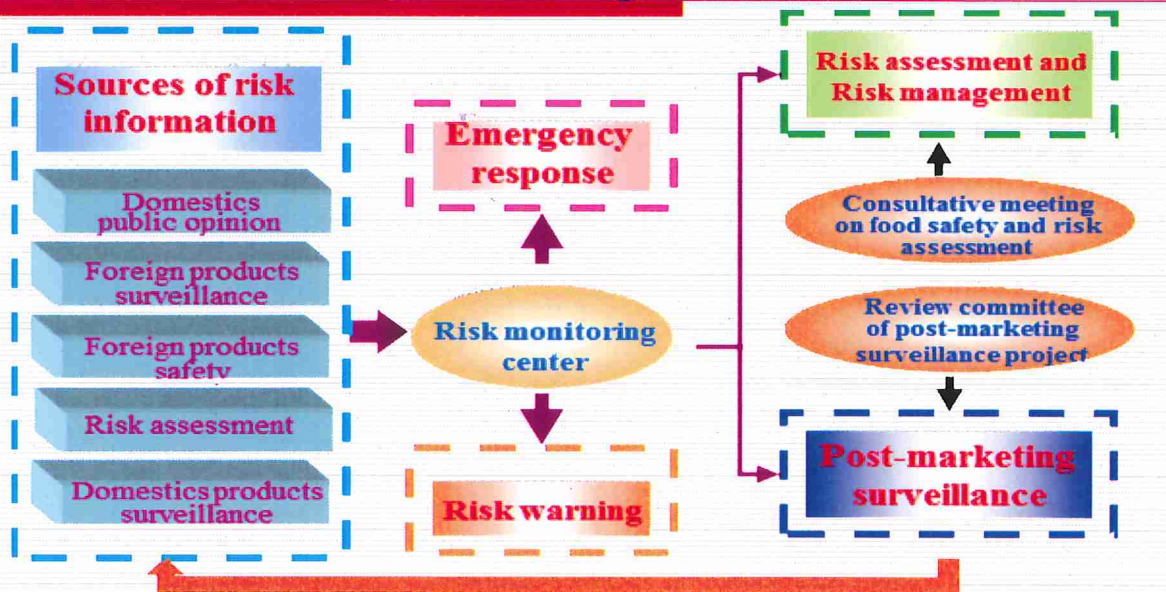 Sources of risk
information
Domestics
public opinion
Foreign products
surveillance
Foreign products
safety
Risk assessment
Domestics products
surveillance
Emergency
response
Risk monitoring
center
Risk warning
Risk assessment and
Risk management
Consultative meeting
on food safety and risk
assessment
Review committee
of post-marketing
surveillance project
Post-marketing
surveillance